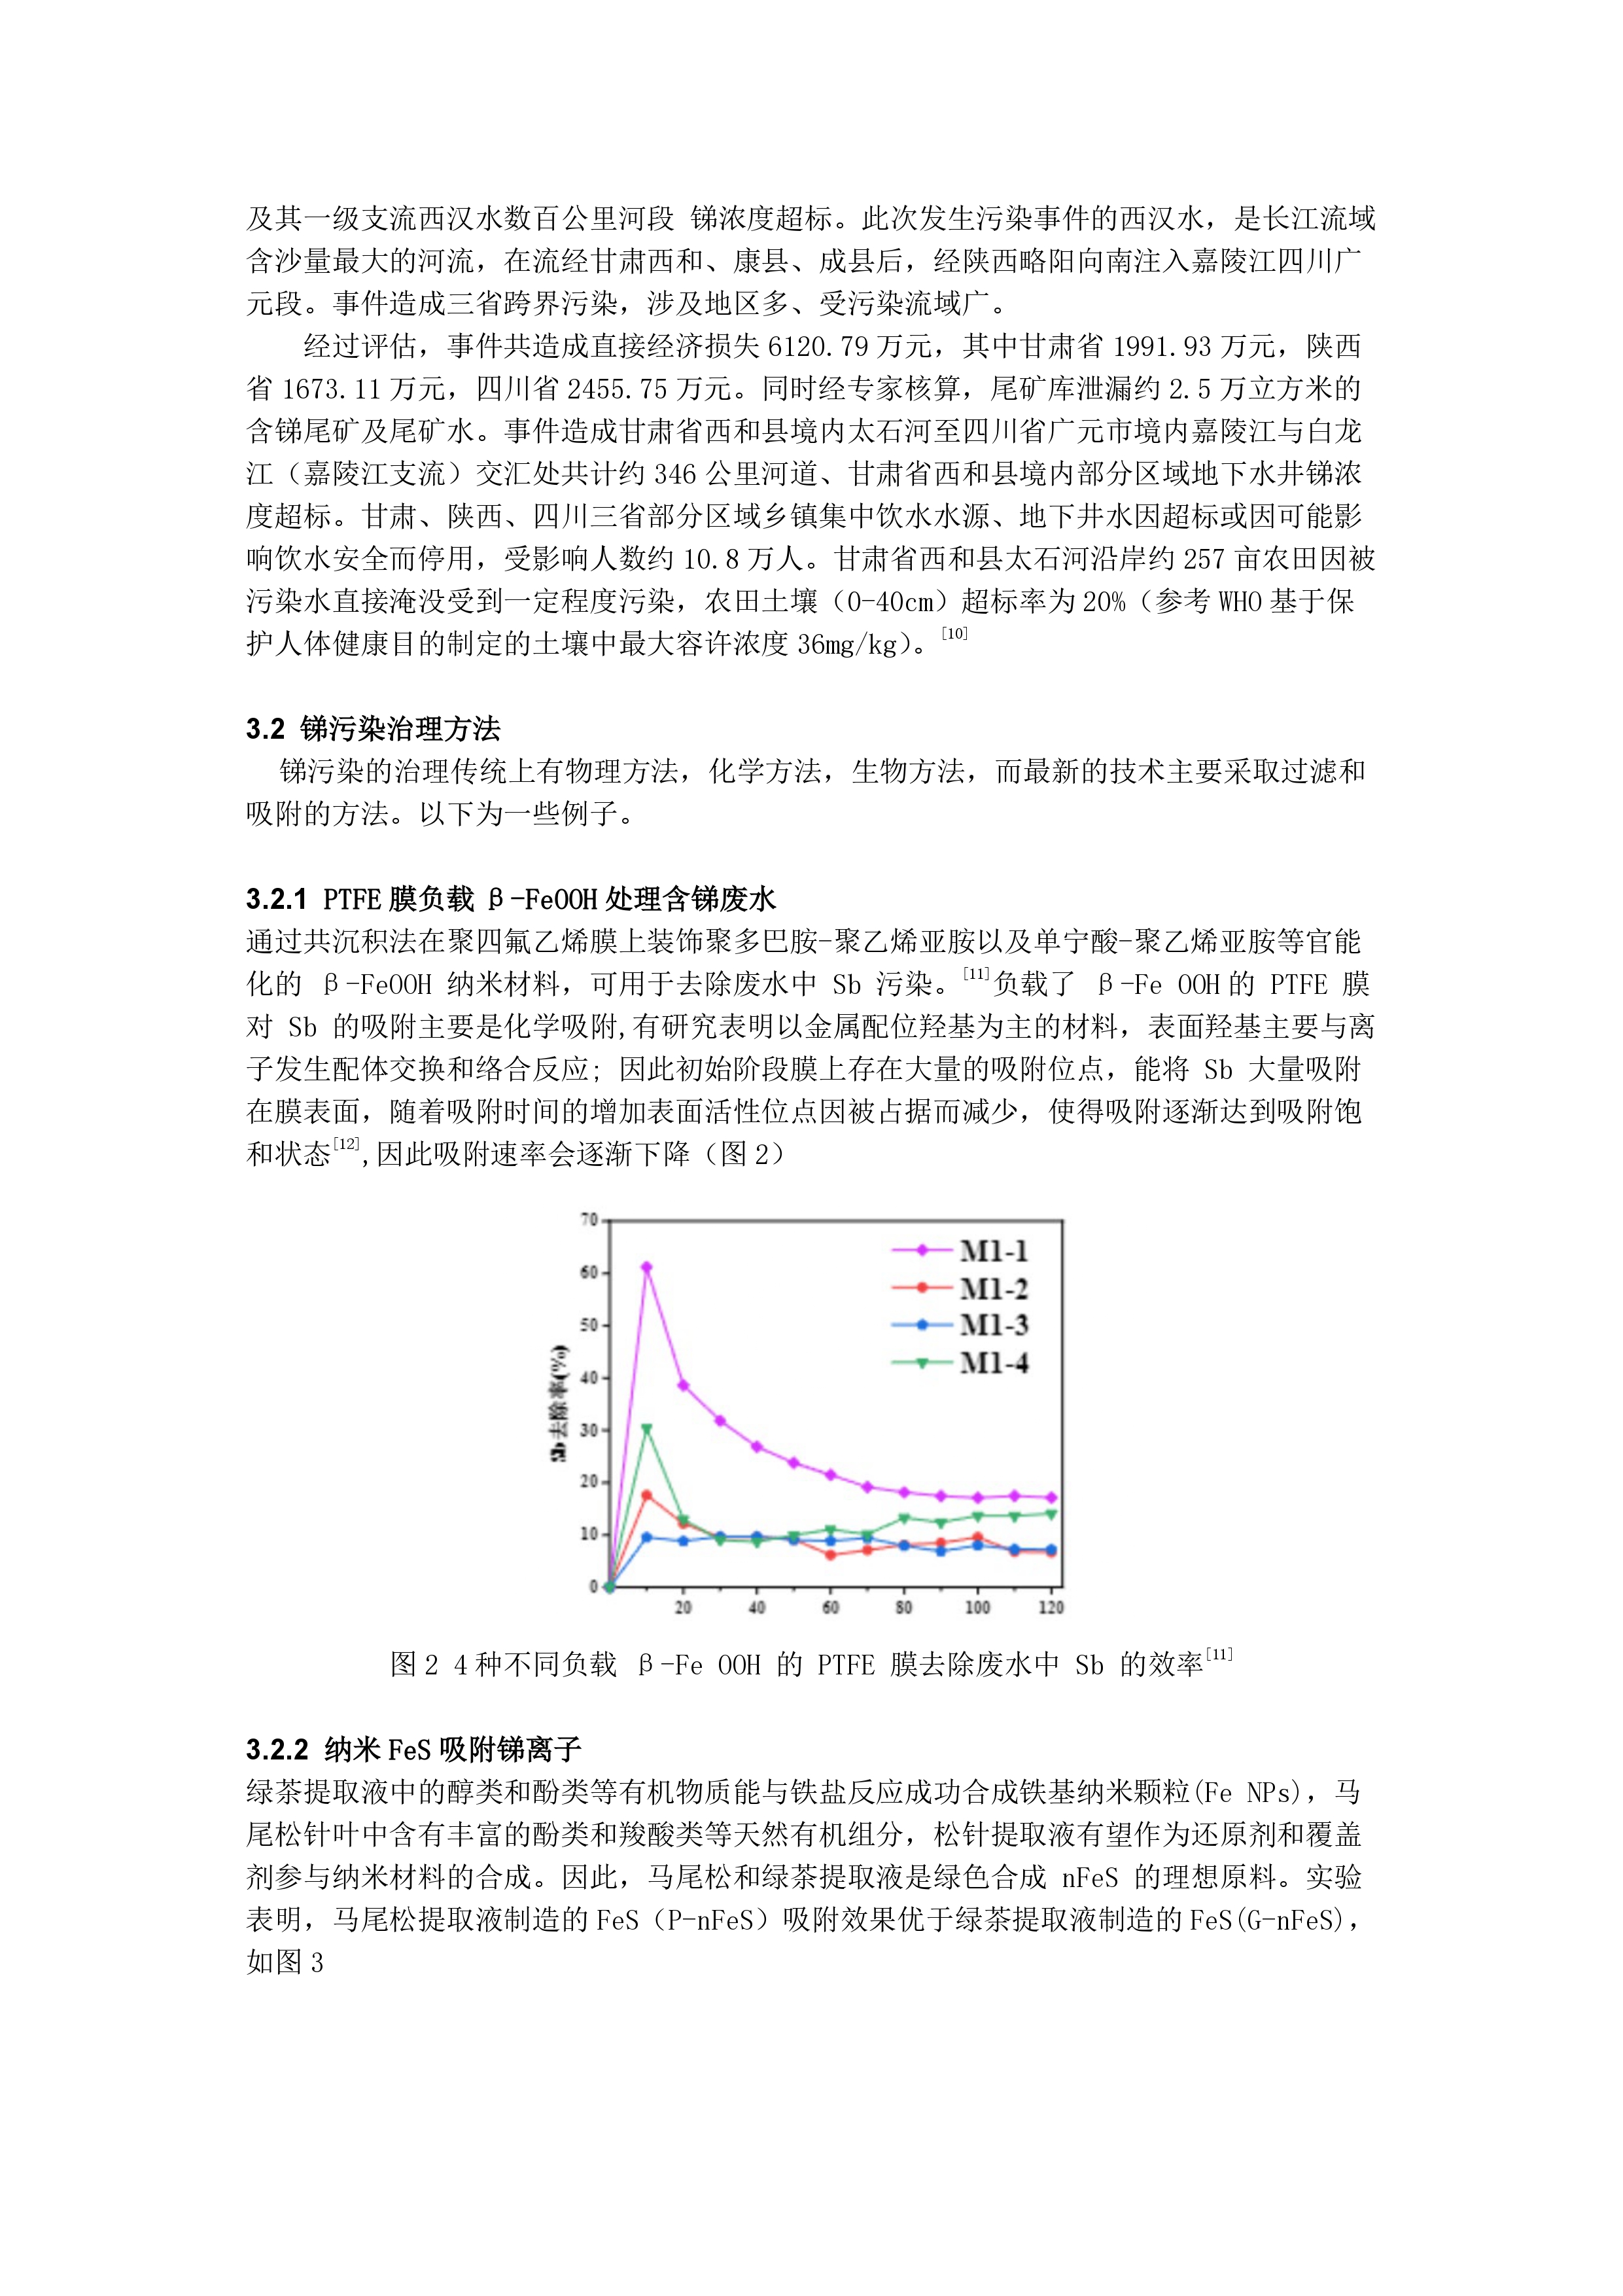 及其一级支流西汉水数百公里河段 锑浓度超标。此次发生污染事件的西汉水，是长江流域
含沙量最大的河流，在流经甘肃西和、康县、成县后，经陕西略阳向南注入嘉陵江四川广
元段。事件造成三省跨界污染，涉及地区多、受污染流域广。
经过评估，事件共造成直接经济损失 6120.79 万元，其中甘肃省 1991.93 万元，陕西
省 1673.11 万元，四川省 2455.75 万元。同时经专家核算，尾矿库泄漏约 2.5 万立方米的
含锑尾矿及尾矿水。事件造成甘肃省西和县境内太石河至四川省广元市境内嘉陵江与白龙
江（嘉陵江支流）交汇处共计约 346 公里河道、甘肃省西和县境内部分区域地下水井锑浓
度超标。甘肃、陕西、四川三省部分区域乡镇集中饮水水源、地下井水因超标或因可能影
响饮水安全而停用，受影响人数约 10.8 万人。甘肃省西和县太石河沿岸约 257 亩农田因被
污染水直接淹没受到一定程度污染，农田土壤（0-40cm）超标率为 20%（参考 WHO 基于保
护人体健康目的制定的土壤中最大容许浓度 36mg/kg）。[10]
3.2 锑污染治理方法
锑污染的治理传统上有物理方法，化学方法，生物方法，而最新的技术主要采取过滤和
吸附的方法。以下为一些例子。
3.2.1 PTFE 膜负载 β-FeOOH 处理含锑废水
通过共沉积法在聚四氟乙烯膜上装饰聚多巴胺-聚乙烯亚胺以及单宁酸-聚乙烯亚胺等官能
化的 β-FeOOH 纳米材料，可用于去除废水中 Sb 污染。[11]负载了 β-Fe OOH 的 PTFE 膜
对 Sb 的吸附主要是化学吸附,有研究表明以金属配位羟基为主的材料，表面羟基主要与离
子发生配体交换和络合反应; 因此初始阶段膜上存在大量的吸附位点，能将 Sb 大量吸附
在膜表面，随着吸附时间的增加表面活性位点因被占据而减少，使得吸附逐渐达到吸附饱
和状态[12],因此吸附速率会逐渐下降（图 2）
70
60
50
40
30
20
10
0
Sb去除率(%)
M1-1
M1-2
M1-3
M1-4
20 40 60 80 100 120
图 2 4 种不同负载 β-Fe OOH 的 PTFE 膜去除废水中 Sb 的效率[11]
3.2.2 纳米 FeS 吸附锑离子
绿茶提取液中的醇类和酚类等有机物质能与铁盐反应成功合成铁基纳米颗粒(Fe NPs)，马
尾松针叶中含有丰富的酚类和羧酸类等天然有机组分，松针提取液有望作为还原剂和覆盖
剂参与纳米材料的合成。因此，马尾松和绿茶提取液是绿色合成 nFeS 的理想原料。实验
表明，马尾松提取液制造的 FeS（P-nFeS）吸附效果优于绿茶提取液制造的 FeS(G-nFeS)，
如图 3